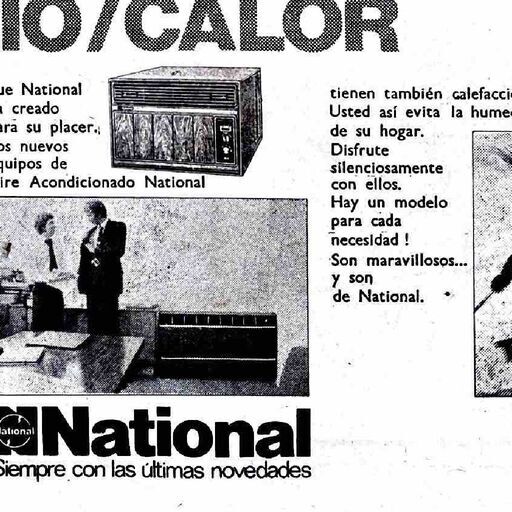 IO/CALOR
ue National
a creado
ará su placer.
os nuevos
quipos de
ire Acondicionado National
tienen también calefacci
Usted así evita la hume
de su hogar.
Disfrute
silenciosamente
con ellos.
Hay un modelo
para cada
necesidad !
Son maravillosos...
y son
de National.
National
National
Siempre con las últimas novedades